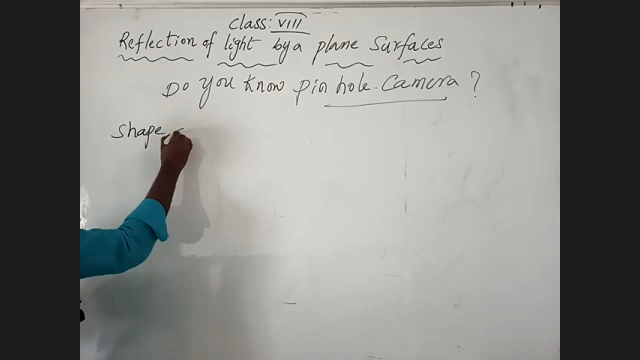 Class: VIII
Reflection of light by a plane Surfaces
Do you know pin hole. Camera?
Shape